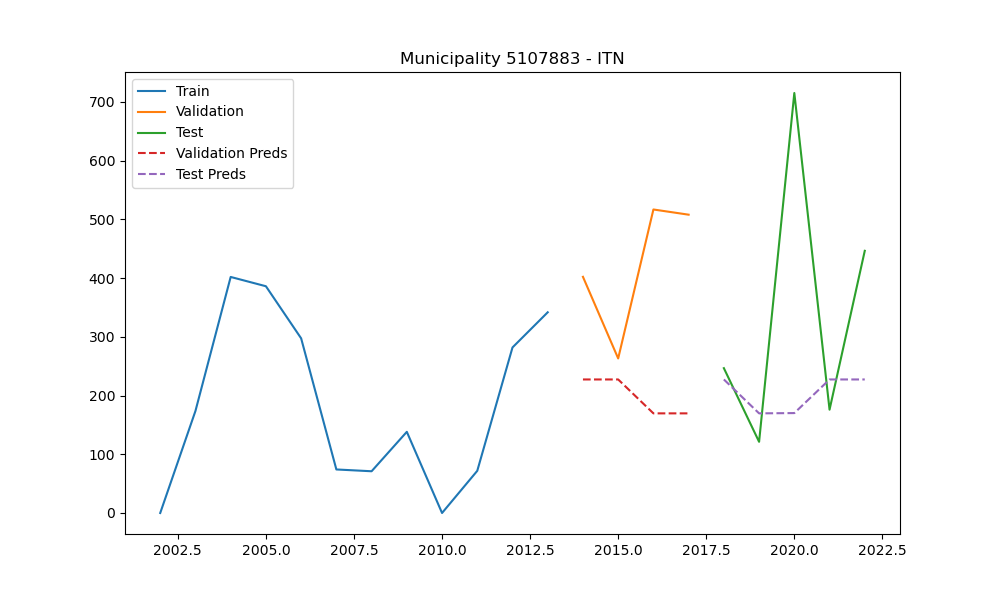 Municipality 5107883 - ITN
Train
Validation
Test
Validation Preds
Test Preds
700
600
500
400
300
200
100
0
2002.5 2005.0 2007.5 2010.0 2012.5 2015.0 2017.5 2020.0 2022.5